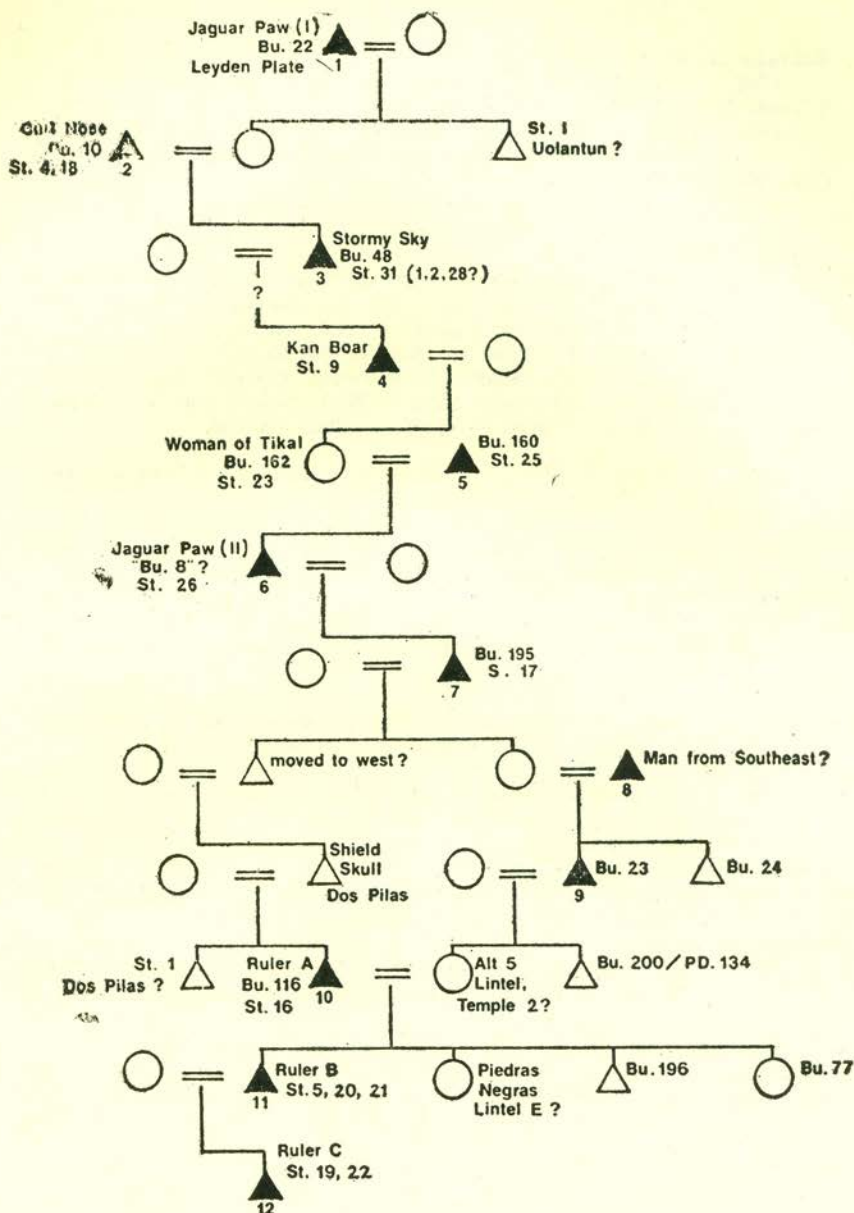 Jaguar Paw (I)
Bu. 22
Leyden Plate
1
St. 1
Uolantun ?
Nose
10
St. 4, 18
2
Stormy Sky
Bu. 48
St. 31 (1,2,28?)
3
?
Kan Boar
St. 9
4
Woman of Tikal
Bu. 162
St. 23
Bu. 160
St. 25
5
Jaguar Paw (II)
"Bu. 8" ?
St. 26
6
Bu. 195
S . 17
7
moved to west ?
Man from Southeast ?
8
Shield
Skull
Dos Pilas
Bu. 23
9
Bu. 24
St. 1
Dos Pilas ?
Ruler A
Bu. 116
St. 16
10
Alt 5
Lintel,
Temple 2?
Bu. 200/PD. 134
Ruler B
St. 5, 20, 21
11
Piedras
Negras
Lintel E ?
Bu. 196
Bu. 77
Ruler C
St. 19, 22
12